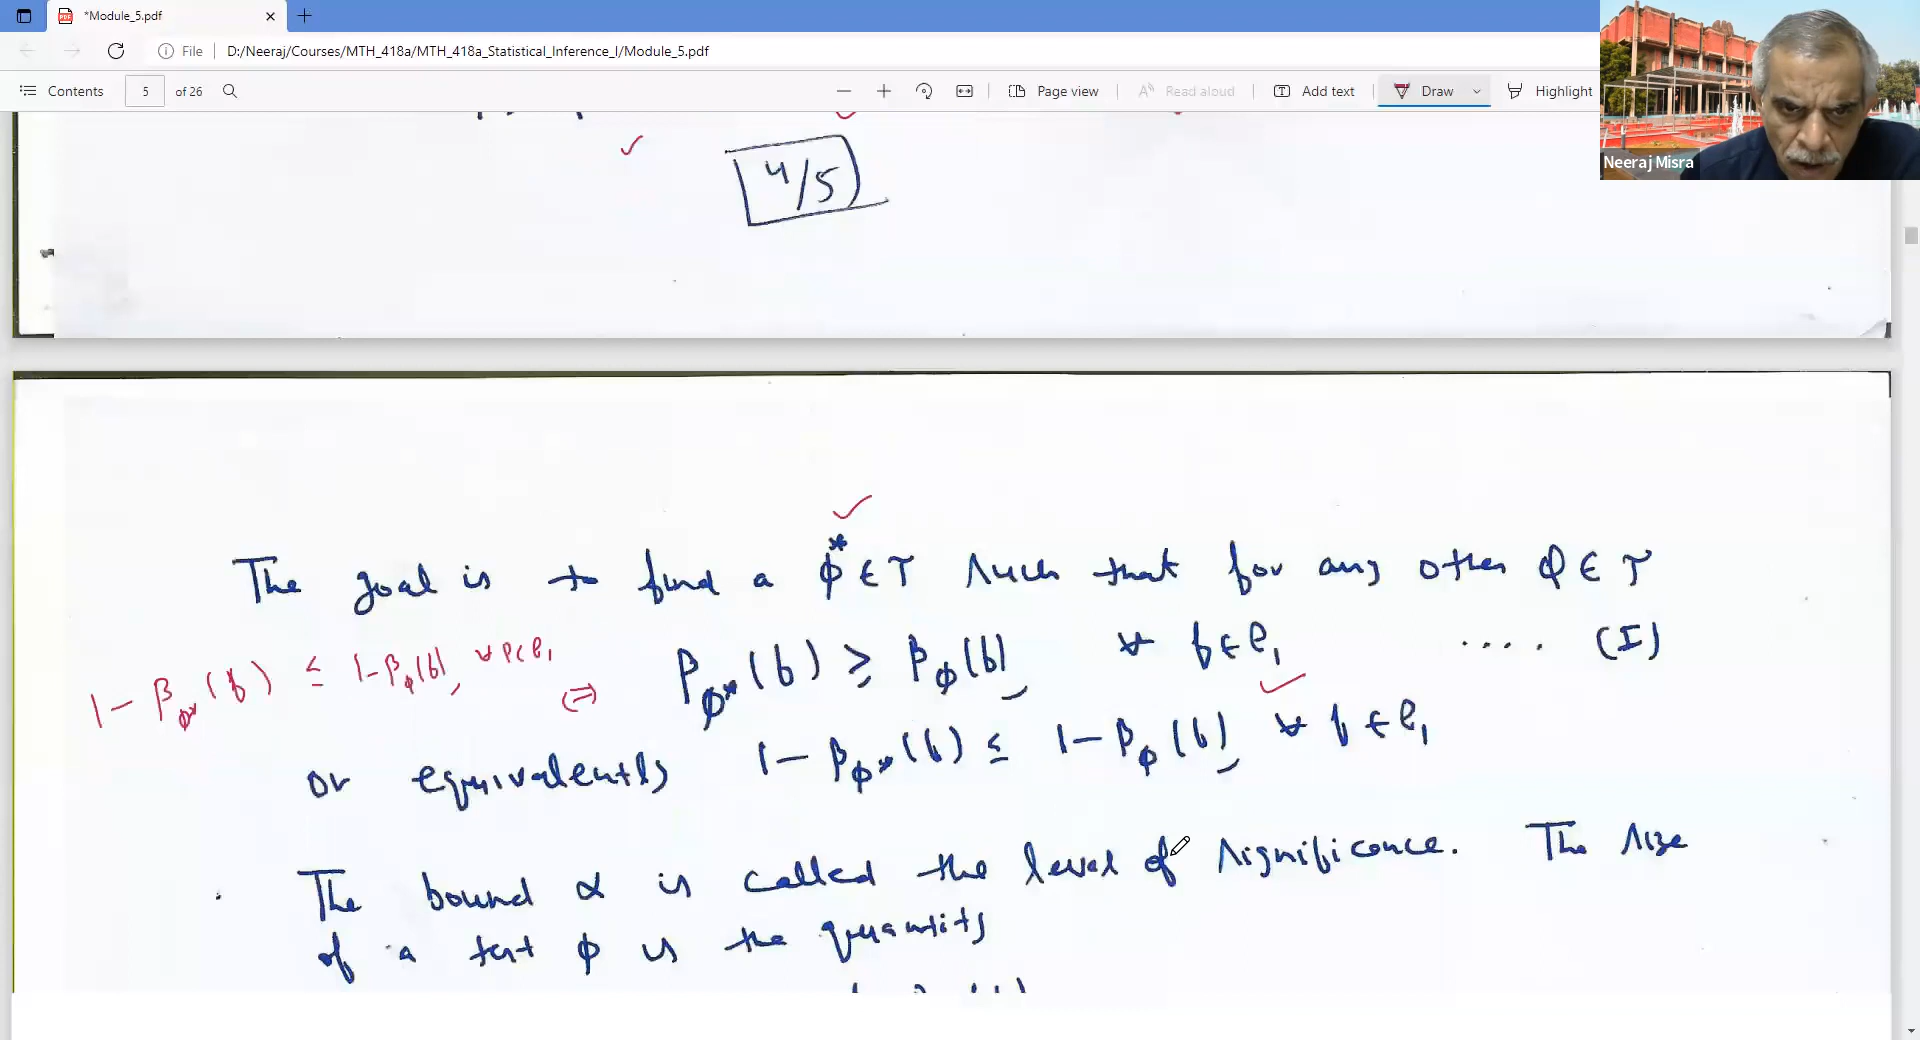 *Module_5.pdf
File D:/Neeraj/Courses/MTH_418a/MTH_418a_Statistical_Inference_I/Module_5.pdf
Contents 5 of 26 Page view Read aloud Add text Draw Highlight
Neeraj Misra
4/5
The goal is to find a ϕ* ∈ T such that for any other ϕ ∈ T
β_ϕ*(p) ≥ β_ϕ(p), ∀ p ∈ P₁ .... (I)
1 - β_ϕ*(p) ≤ 1 - β_ϕ(p), ∀ p ∈ P₁ ⇔
or equivalently 1 - β_ϕ*(p) ≤ 1 - β_ϕ(p), ∀ p ∈ P₁
The bound α is called the level of significance. The size
of a test ϕ is the quantity